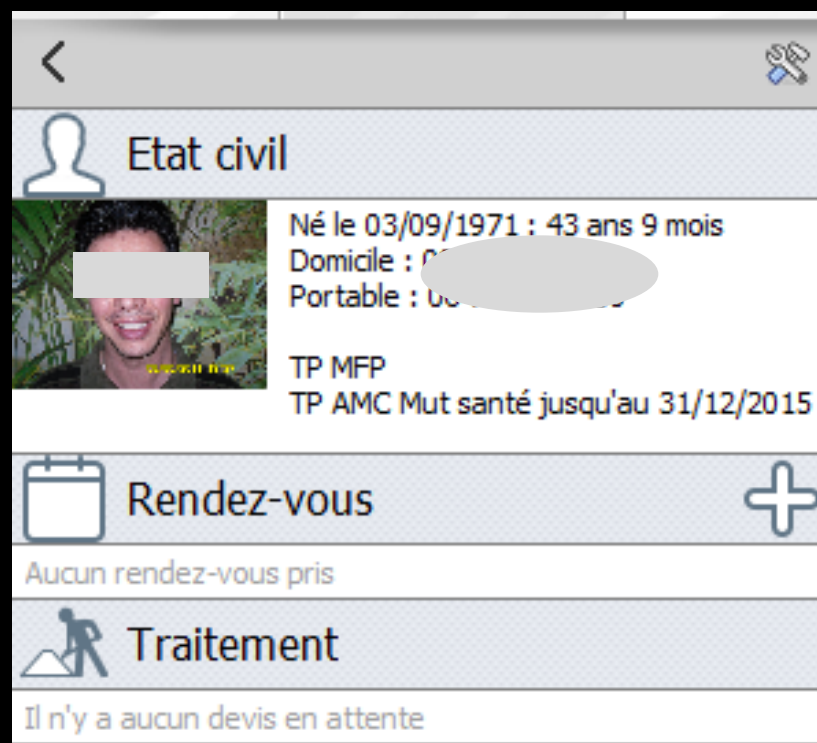 Etat civil
Né le 03/09/1971 : 43 ans 9 mois
Domicile :
Portable :
TP MFP
TP AMC Mut santé jusqu'au 31/12/2015
Rendez-vous
Aucun rendez-vous pris
Traitement
Il n'y a aucun devis en attente